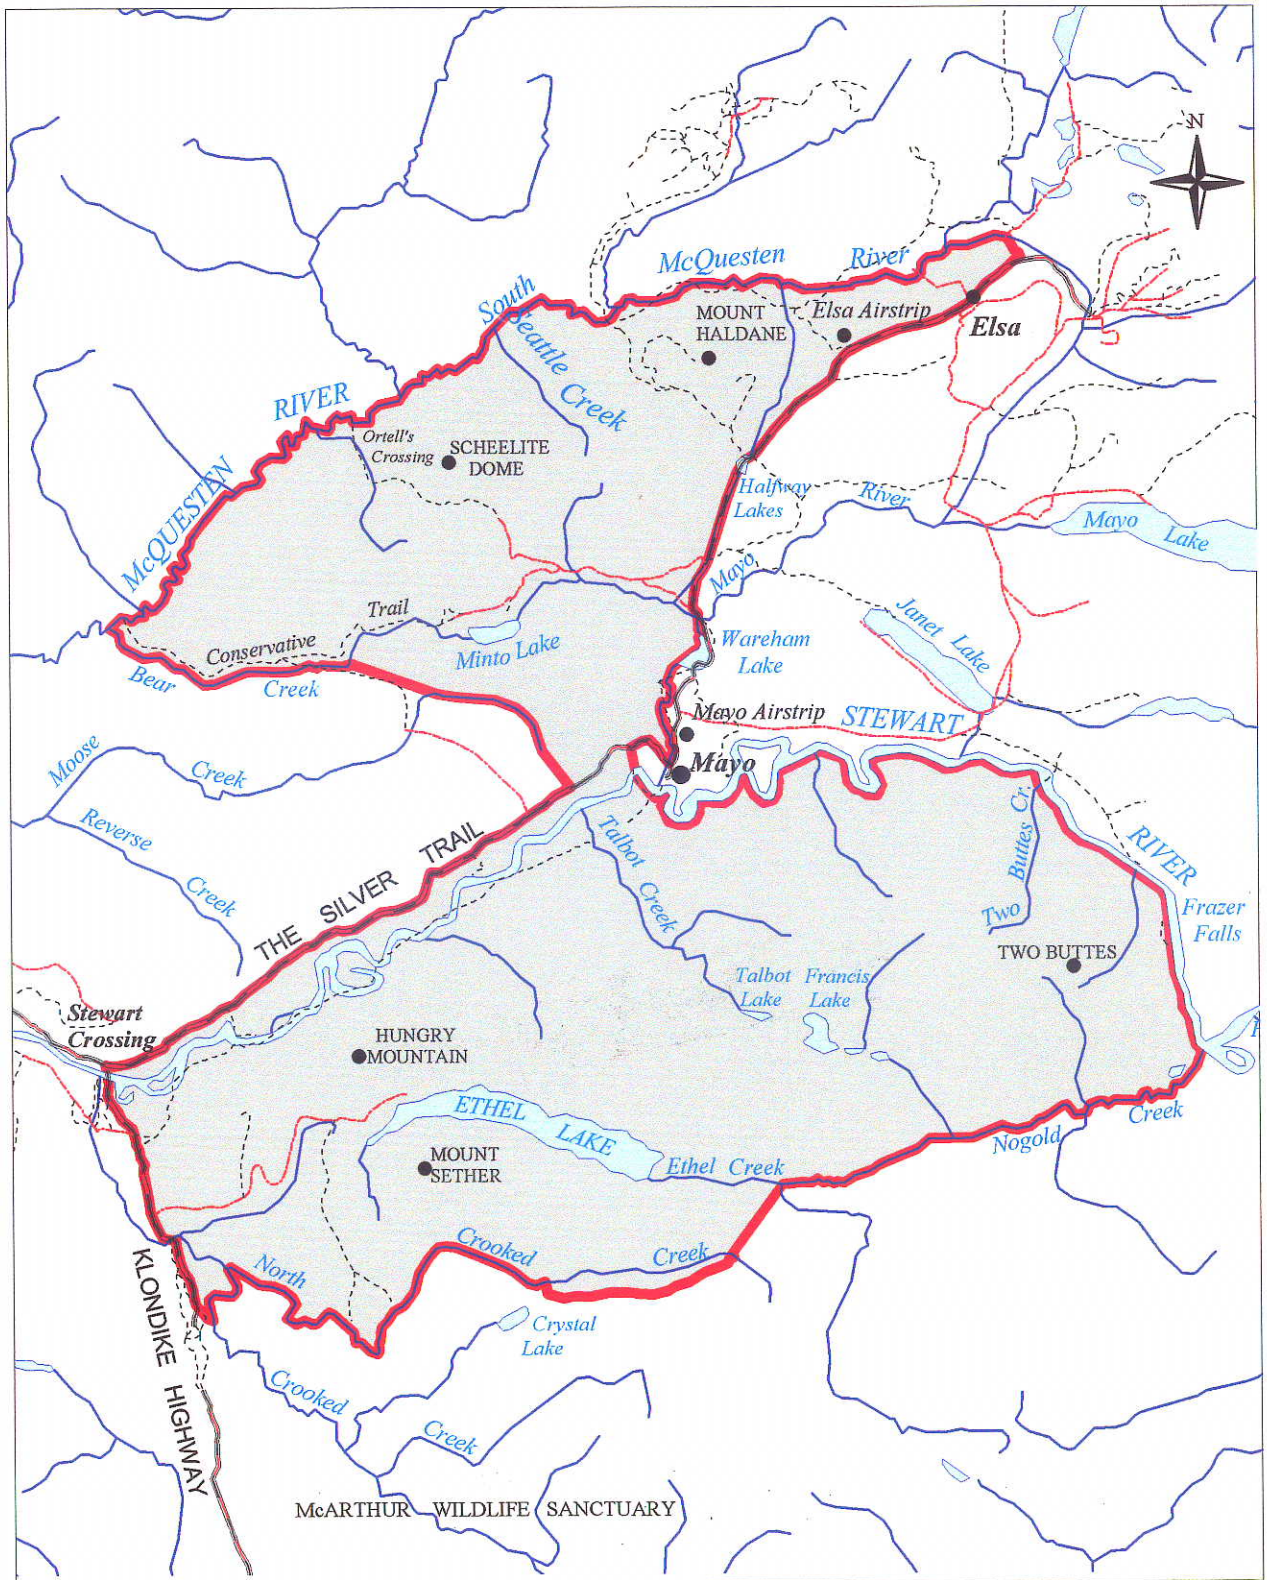 N
McQuesten
River
South
Seattle
Creek
MOUNT
HALDANE
Elsa Airstrip
Elsa
RIVER
Ortell's
Crossing
SCHEELITE
DOME
McQUESTEN
Halfway
Lakes
River
Mayo
Lake
Mayo
Janet
Lake
Trail
Conservative
Minto Lake
Wareham
Lake
Bear
Creek
Mayo Airstrip
STEWART
Mayo
Moose
Creek
Reverse
Creek
Talbot
Creek
Two
Buttes Cr.
RIVER
Frazer
Falls
THE SILVER TRAIL
TWO BUTTES
Talbot
Lake
Francis
Lake
Stewart
Crossing
HUNGRY
MOUNTAIN
ETHEL
LAKE
MOUNT
SETHER
Ethel Creek
Nogold
Creek
North
Crooked
Creek
Crystal
Lake
KLONDIKE HIGHWAY
Crooked
Creek
McARTHUR WILDLIFE SANCTUARY